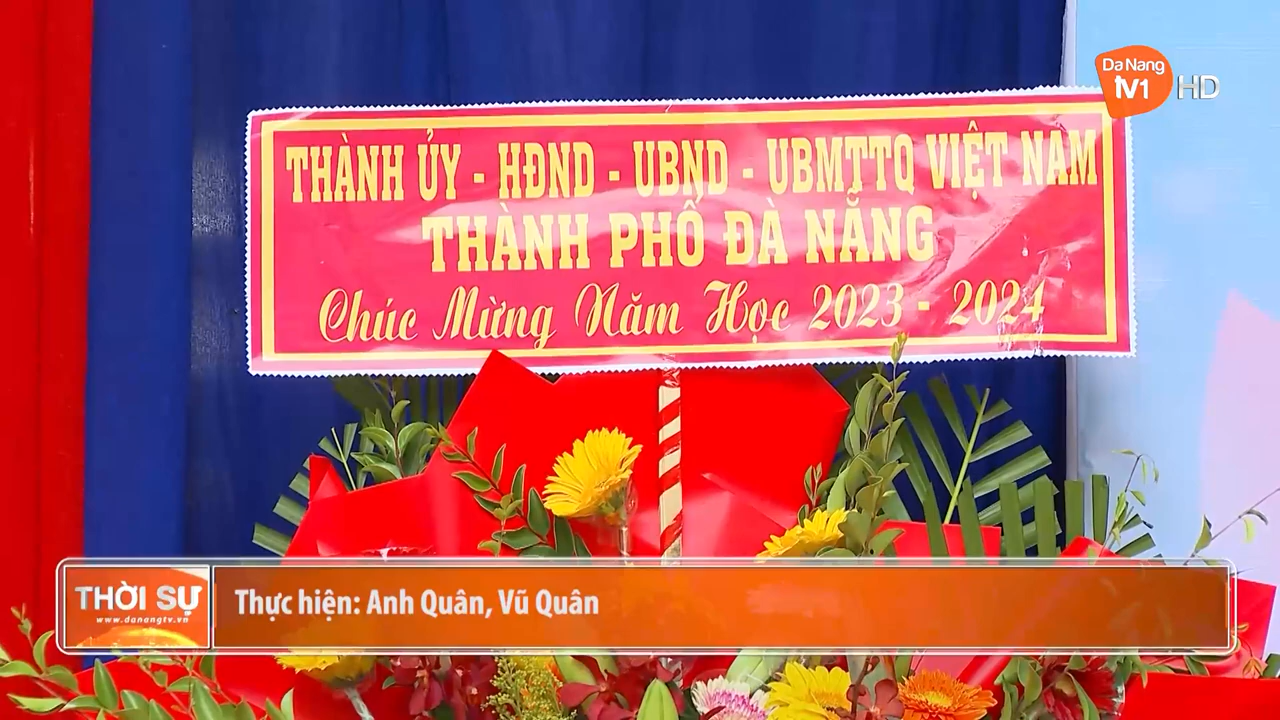 Da Nang
tv1 HD
THÀNH ỦY - HĐND - UBND - UBMTTQ VIỆT NAM
THÀNH PHỐ ĐÀ NẴNG
Chúc Mừng Năm Học 2023 - 2024
THỜI SỰ
www.danangtv.vn
Thực hiện: Anh Quân, Vũ Quân